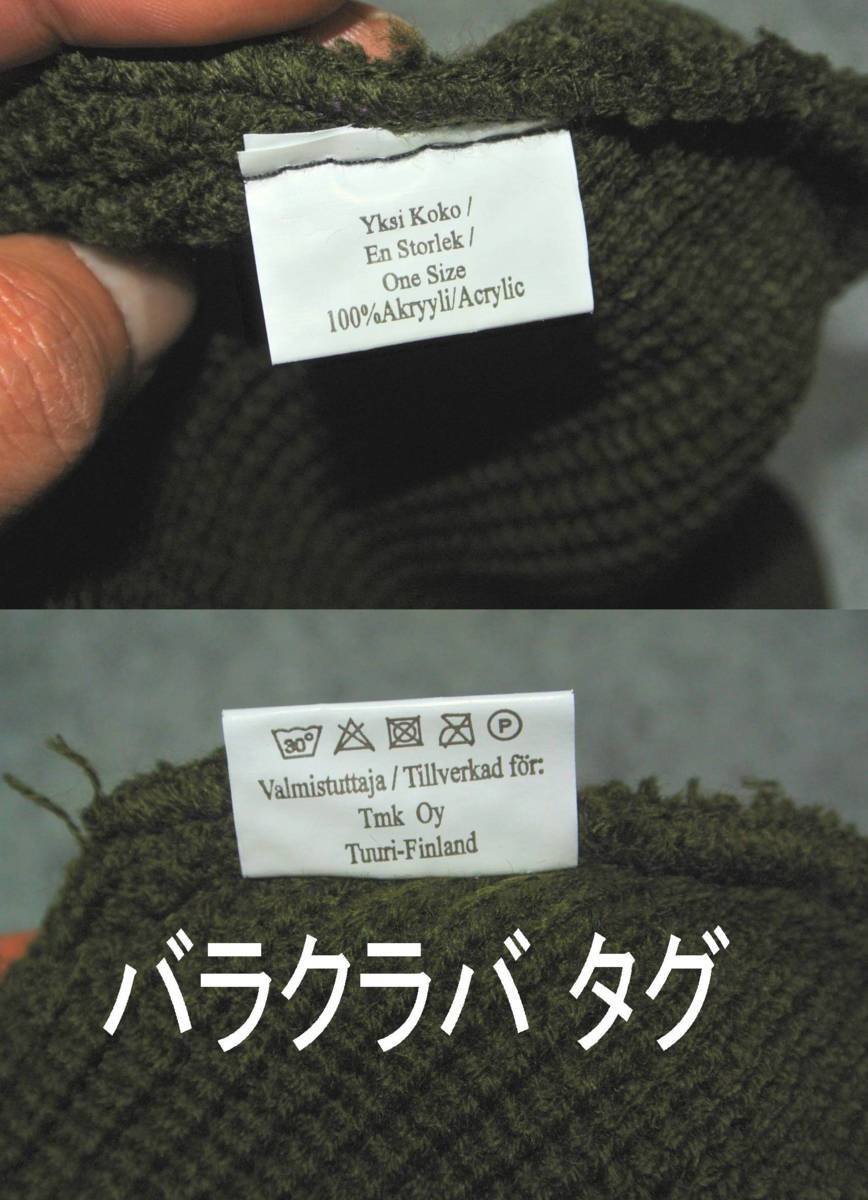 Yksi Koko /
En Storlek /
One Size
100%Akryyli/Acrylic
30°
P
Valmistuttaja / Tillverkad för:
Tmk Oy
Tuuri-Finland
バラクラバ タグ